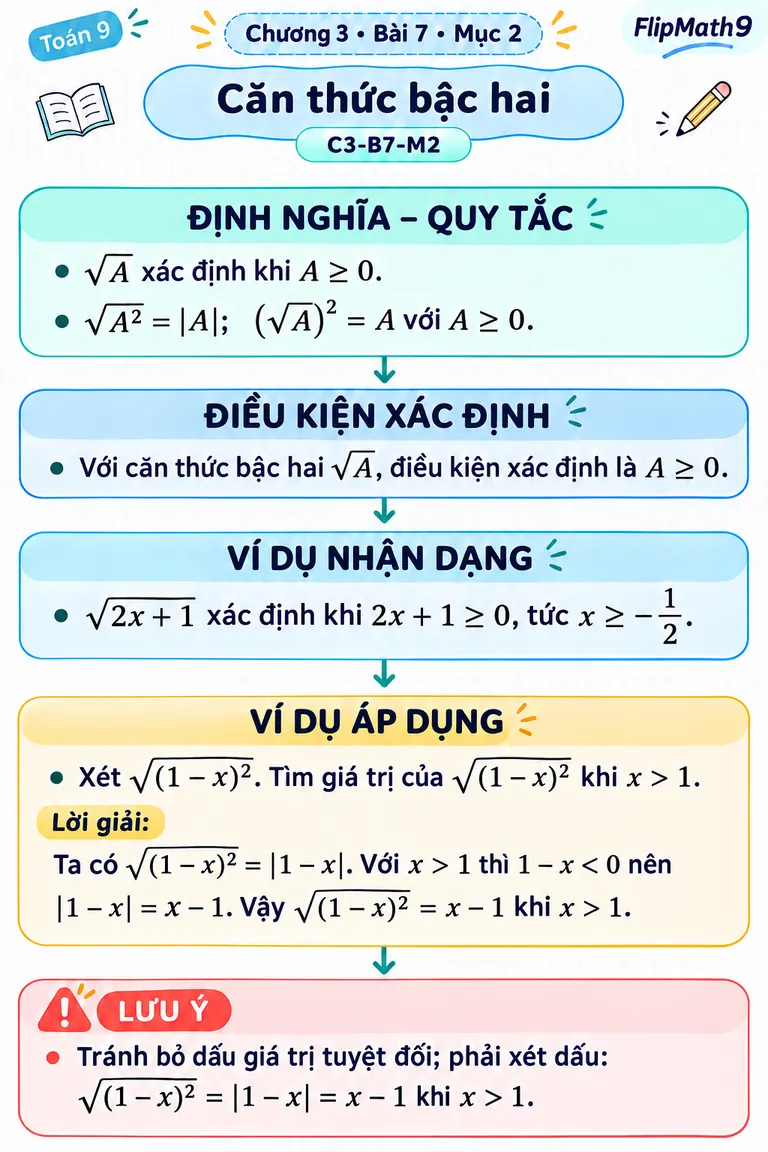 Toán 9
Chương 3 • Bài 7 • Mục 2
FlipMath9
Căn thức bậc hai
C3-B7-M2
ĐỊNH NGHĨA – QUY TẮC
• √A xác định khi A ≥ 0.
• √(A²) = |A|; (√A)² = A với A ≥ 0.
ĐIỀU KIỆN XÁC ĐỊNH
• Với căn thức bậc hai √A, điều kiện xác định là A ≥ 0.
VÍ DỤ NHẬN DẠNG
• √(2x + 1) xác định khi 2x + 1 ≥ 0, tức x ≥ −1/2.
VÍ DỤ ÁP DỤNG
• Xét √((1 − x)²). Tìm giá trị của √((1 − x)²) khi x > 1.
Lời giải:
Ta có √((1 − x)²) = |1 − x|. Với x > 1 thì 1 − x < 0 nên
|1 − x| = x − 1. Vậy √((1 − x)²) = x − 1 khi x > 1.
! LƯU Ý
• Tránh bỏ dấu giá trị tuyệt đối; phải xét dấu:
√((1 − x)²) = |1 − x| = x − 1 khi x > 1.